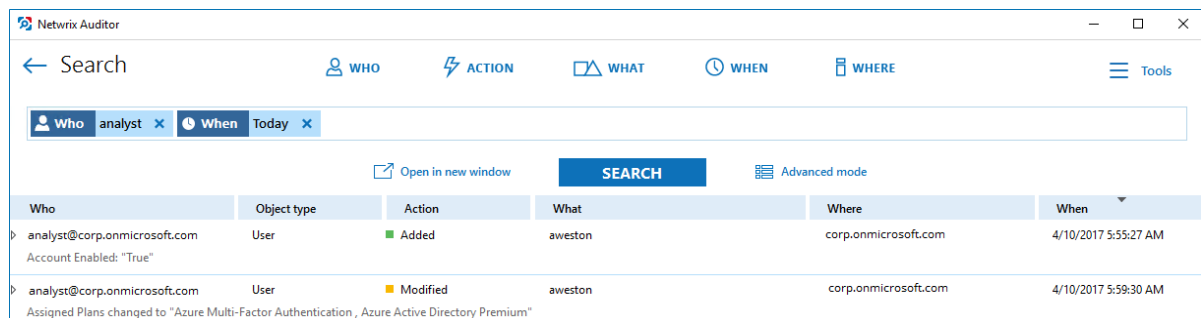 Netwrix Auditor
Search WHO ACTION WHAT WHEN WHERE Tools
Who analyst When Today
Open in new window SEARCH Advanced mode
Who Object type Action What Where When
analyst@corp.onmicrosoft.com User Added aweston corp.onmicrosoft.com 4/10/2017 5:55:27 AM
Account Enabled: "True"
analyst@corp.onmicrosoft.com User Modified aweston corp.onmicrosoft.com 4/10/2017 5:59:30 AM
Assigned Plans changed to "Azure Multi-Factor Authentication , Azure Active Directory Premium"